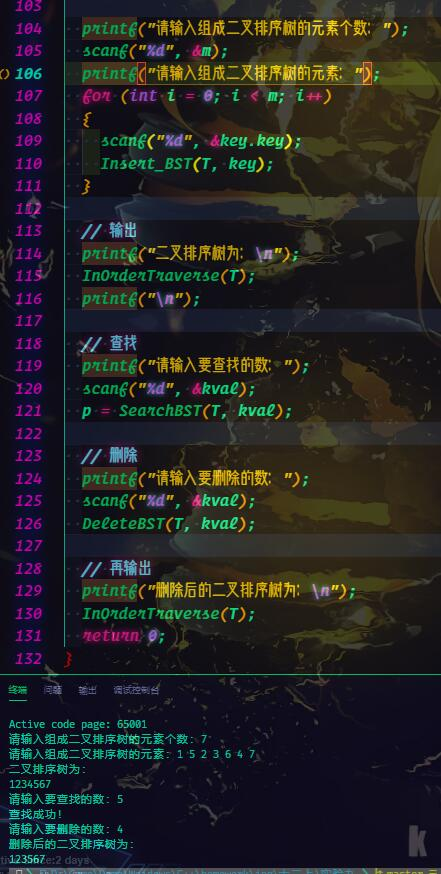 103
104 printf("请输入组成二叉排序树的元素个数: ");
105 scanf("%d", &m);
106 printf("请输入组成二叉排序树的元素: ");
107 for (int i = 0; i < m; i++)
108 {
109 scanf("%d", &key.key);
110 Insert_BST(T, key);
111 }
112
113 // 输出
114 printf("二叉排序树为: \n");
115 InOrderTraverse(T);
116 printf("\n");
117
118 // 查找
119 printf("请输入要查找的数: ");
120 scanf("%d", &kval);
121 p = SearchBST(T, kval);
122
123 // 删除
124 printf("请输入要删除的数: ");
125 scanf("%d", &kval);
126 DeleteBST(T, kval);
127
128 // 再输出
129 printf("删除后的二叉排序树为: \n");
130 InOrderTraverse(T);
131 return 0;
132 }
终端 问题 输出 调试控制台
Active code page: 65001
请输入组成二叉排序树的元素个数: 7
请输入组成二叉排序树的元素: 1 5 2 3 6 4 7
二叉排序树为:
1234567
请输入要查找的数: 5
查找成功!
请输入要删除的数: 4
删除后的二叉排序树为:
123567
k